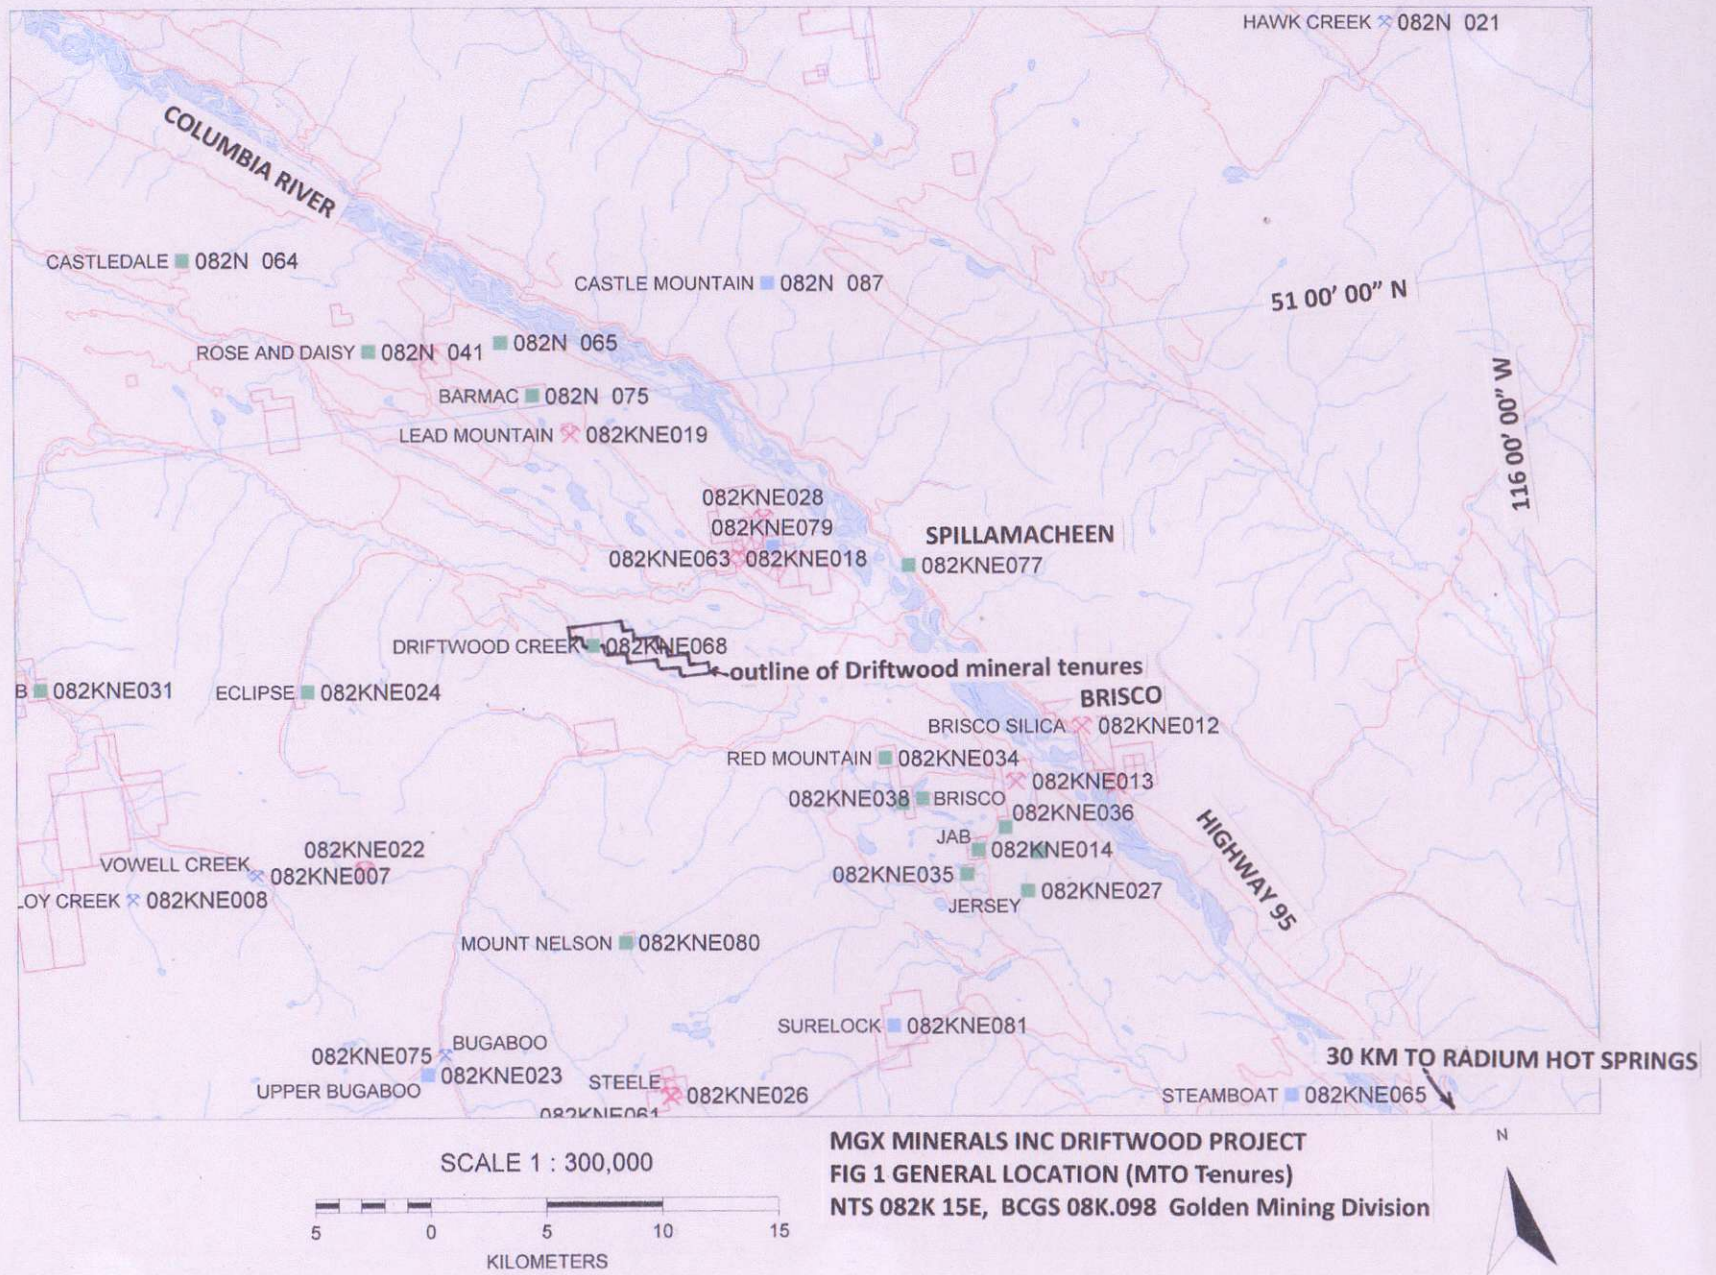 HAWK CREEK 082N 021
COLUMBIA RIVER
CASTLEDALE 082N 064
CASTLE MOUNTAIN 082N 087
51 00' 00" N
ROSE AND DAISY 082N 041
082N 065
116 00' 00" W
BARMAC 082N 075
LEAD MOUNTAIN 082KNE019
082KNE028
082KNE079
082KNE063 082KNE018
SPILLAMACHEEN
082KNE077
DRIFTWOOD CREEK 082KNE068
outline of Driftwood mineral tenures
B 082KNE031
ECLIPSE 082KNE024
BRISCO
BRISCO SILICA 082KNE012
RED MOUNTAIN 082KNE034
082KNE013
082KNE038 BRISCO
082KNE036
HIGHWAY 95
JAB 082KNE014
082KNE022
VOWELL CREEK 082KNE007
082KNE035
JERSEY 082KNE027
LOY CREEK 082KNE008
MOUNT NELSON 082KNE080
SURELOCK 082KNE081
082KNE075 BUGABOO
UPPER BUGABOO 082KNE023
STEELE 082KNE026
082KNE061
30 KM TO RADIUM HOT SPRINGS
STEAMBOAT 082KNE065
SCALE 1 : 300,000
5 0 5 10 15
KILOMETERS
MGX MINERALS INC DRIFTWOOD PROJECT
FIG 1 GENERAL LOCATION (MTO Tenures)
NTS 082K 15E, BCGS 08K.098 Golden Mining Division
N